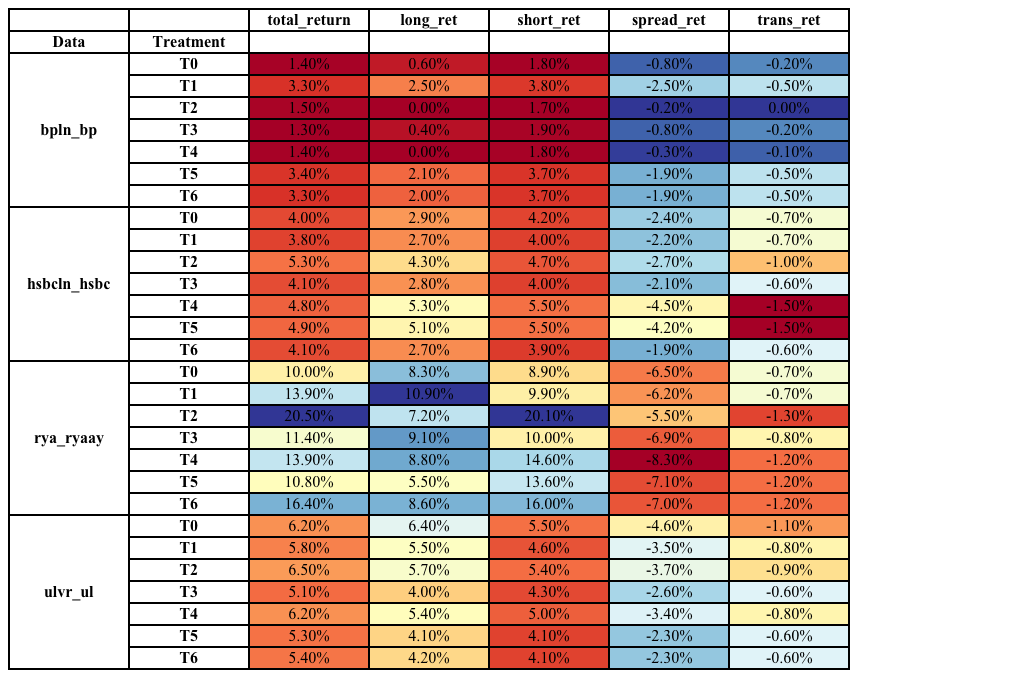 total_return long_ret short_ret spread_ret trans_ret
Data Treatment
T0 1.40% 0.60% 1.80% -0.80% -0.20%
T1 3.30% 2.50% 3.80% -2.50% -0.50%
T2 1.50% 0.00% 1.70% -0.20% 0.00%
bpln_bp T3 1.30% 0.40% 1.90% -0.80% -0.20%
T4 1.40% 0.00% 1.80% -0.30% -0.10%
T5 3.40% 2.10% 3.70% -1.90% -0.50%
T6 3.30% 2.00% 3.70% -1.90% -0.50%
T0 4.00% 2.90% 4.20% -2.40% -0.70%
T1 3.80% 2.70% 4.00% -2.20% -0.70%
T2 5.30% 4.30% 4.70% -2.70% -1.00%
hsbcln_hsbc T3 4.10% 2.80% 4.00% -2.10% -0.60%
T4 4.80% 5.30% 5.50% -4.50% -1.50%
T5 4.90% 5.10% 5.50% -4.20% -1.50%
T6 4.10% 2.70% 3.90% -1.90% -0.60%
T0 10.00% 8.30% 8.90% -6.50% -0.70%
T1 13.90% 10.90% 9.90% -6.20% -0.70%
T2 20.50% 7.20% 20.10% -5.50% -1.30%
rya_ryaay T3 11.40% 9.10% 10.00% -6.90% -0.80%
T4 13.90% 8.80% 14.60% -8.30% -1.20%
T5 10.80% 5.50% 13.60% -7.10% -1.20%
T6 16.40% 8.60% 16.00% -7.00% -1.20%
T0 6.20% 6.40% 5.50% -4.60% -1.10%
T1 5.80% 5.50% 4.60% -3.50% -0.80%
T2 6.50% 5.70% 5.40% -3.70% -0.90%
ulvr_ul T3 5.10% 4.00% 4.30% -2.60% -0.60%
T4 6.20% 5.40% 5.00% -3.40% -0.80%
T5 5.30% 4.10% 4.10% -2.30% -0.60%
T6 5.40% 4.20% 4.10% -2.30% -0.60%